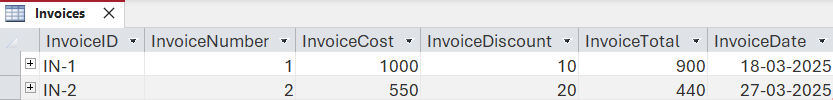 Invoices
InvoiceID InvoiceNumber InvoiceCost InvoiceDiscount InvoiceTotal InvoiceDate
IN-1 1 1000 10 900 18-03-2025
IN-2 2 550 20 440 27-03-2025